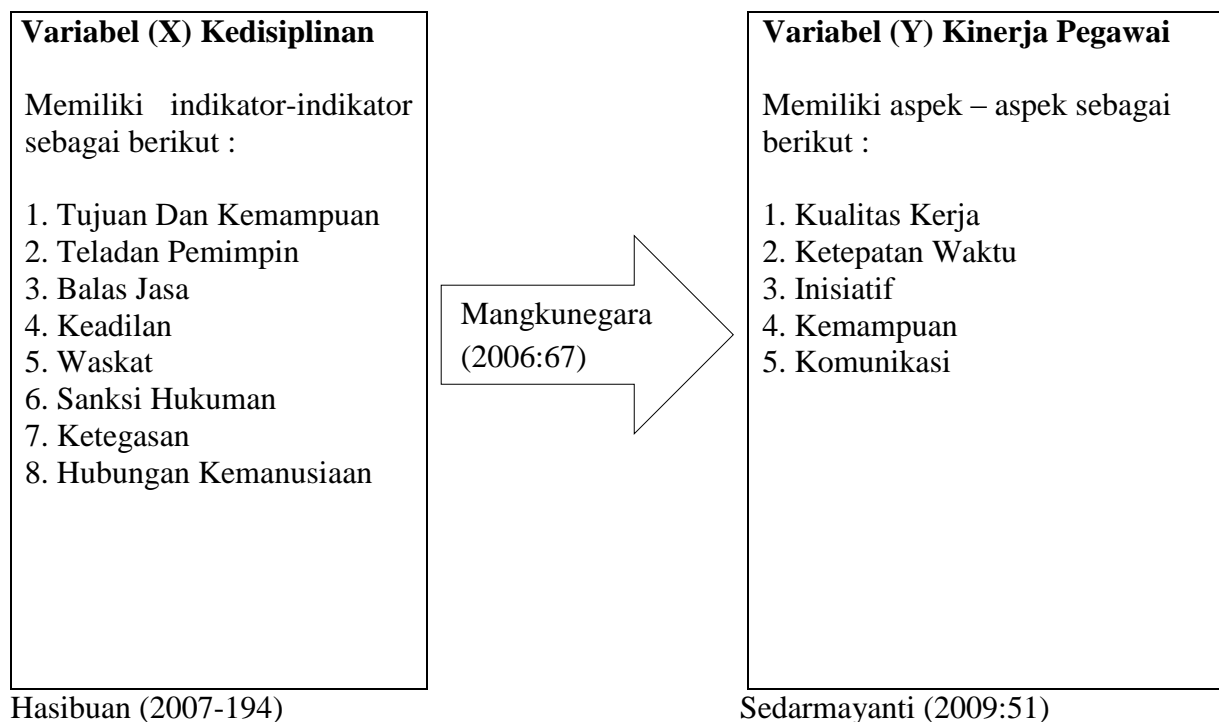 Variabel (X) Kedisiplinan
Memiliki indikator-indikator
sebagai berikut :
1. Tujuan Dan Kemampuan
2. Teladan Pemimpin
3. Balas Jasa
4. Keadilan
5. Waskat
6. Sanksi Hukuman
7. Ketegasan
8. Hubungan Kemanusiaan
Hasibuan (2007-194)
Mangkunegara
(2006:67)
Variabel (Y) Kinerja Pegawai
Memiliki aspek – aspek sebagai
berikut :
1. Kualitas Kerja
2. Ketepatan Waktu
3. Inisiatif
4. Kemampuan
5. Komunikasi
Sedarmayanti (2009:51)